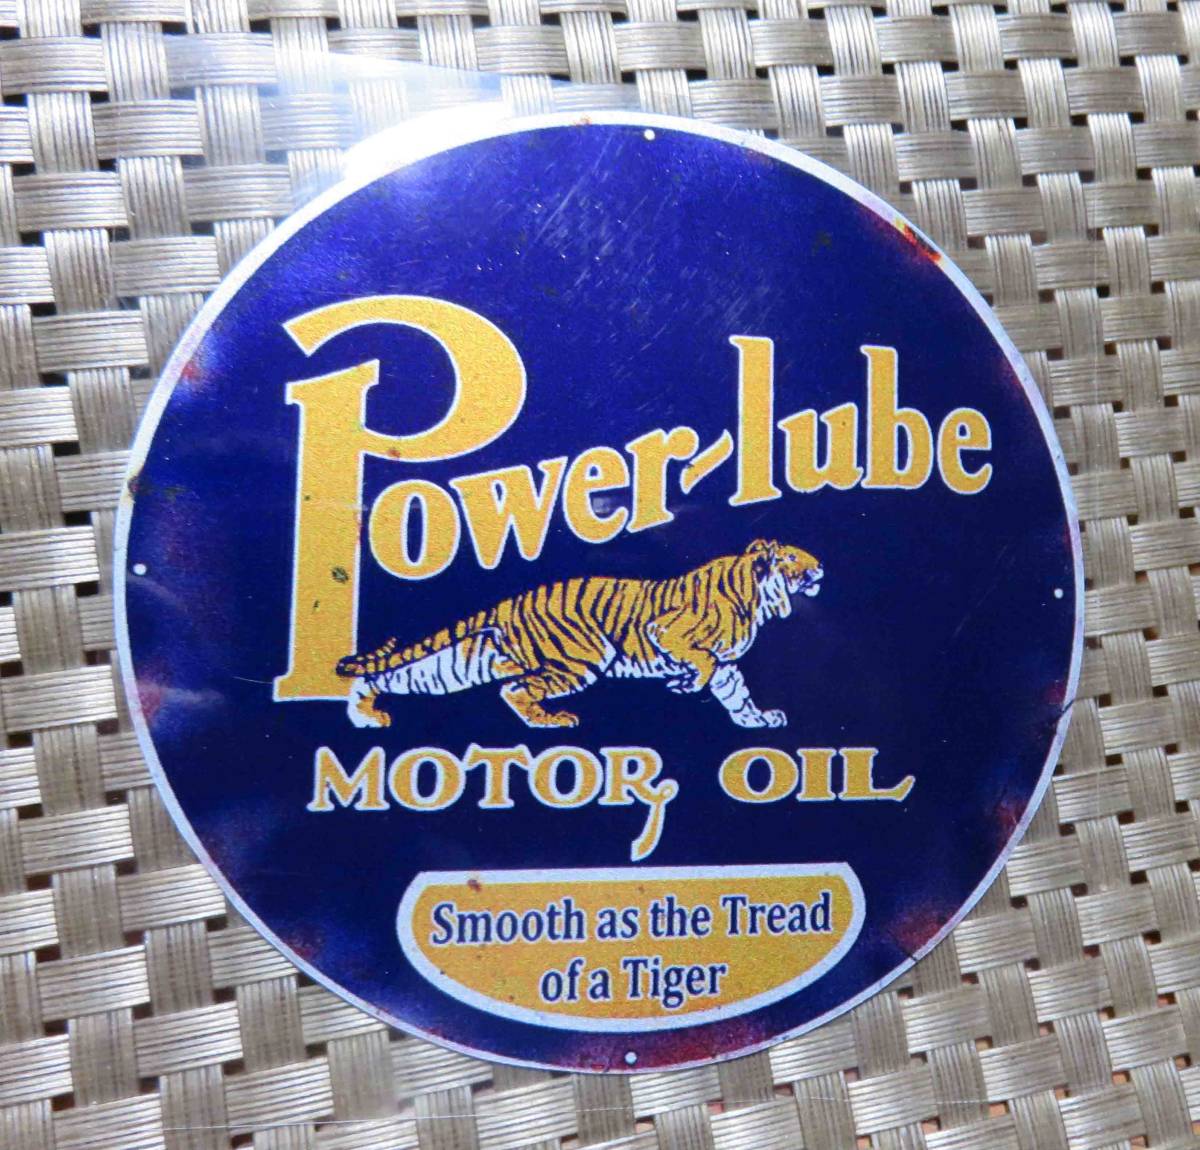 Power-lube
MOTOR OIL
Smooth as the Tread
of a Tiger